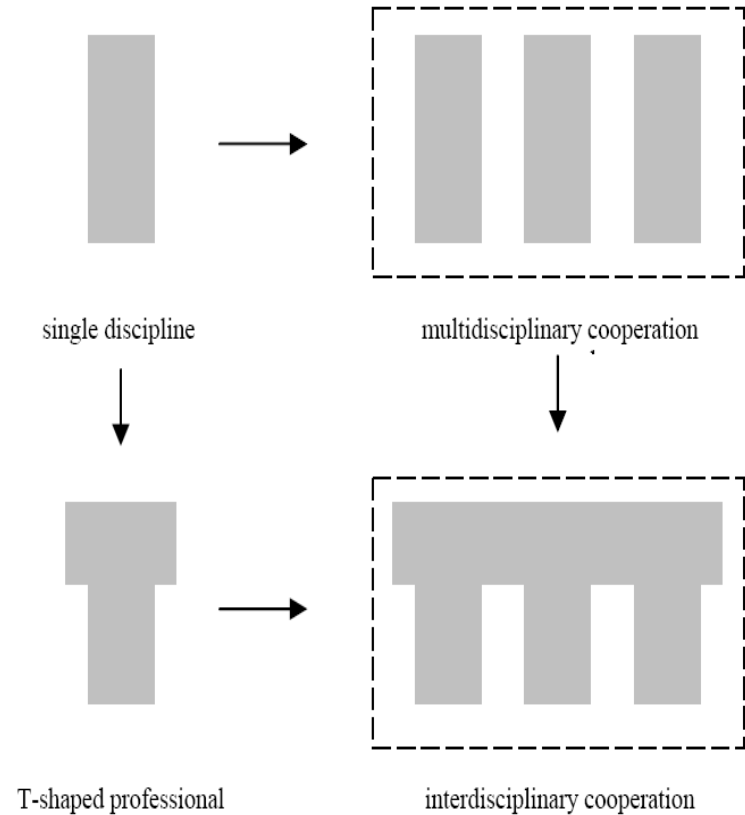 single discipline
multidisciplinary cooperation
T-shaped professional
interdisciplinary cooperation